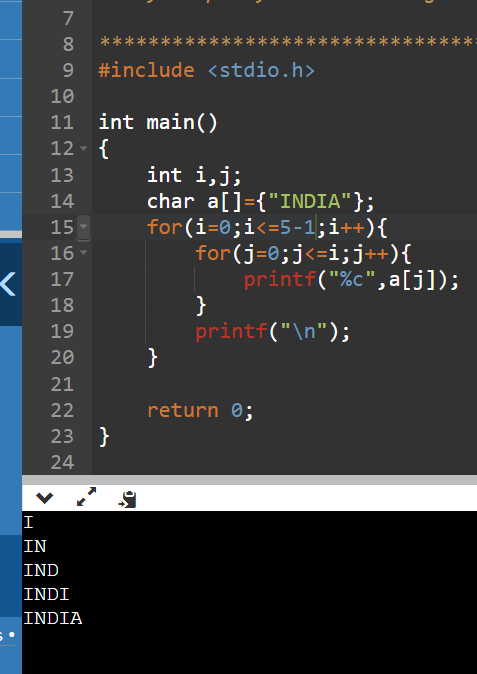 7
8 *******************************
9 #include <stdio.h>
10
11 int main()
12 {
13     int i,j;
14     char a[]={"INDIA"};
15     for(i=0;i<=5-1;i++){
16         for(j=0;j<=i;j++){
17             printf("%c",a[j]);
18         }
19         printf("\n");
20     }
21
22     return 0;
23 }
24
I
IN
IND
INDI
INDIA